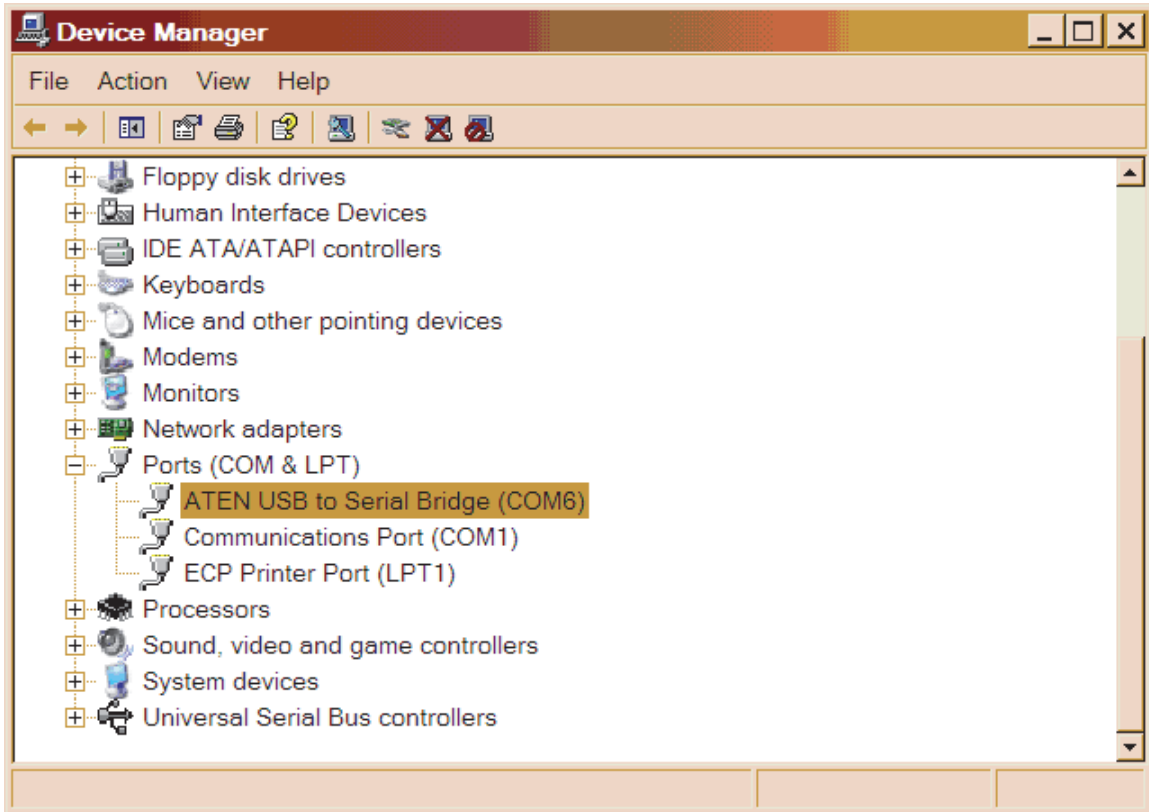 Device Manager
File Action View Help
Floppy disk drives
Human Interface Devices
IDE ATA/ATAPI controllers
Keyboards
Mice and other pointing devices
Modems
Monitors
Network adapters
Ports (COM & LPT)
ATEN USB to Serial Bridge (COM6)
Communications Port (COM1)
ECP Printer Port (LPT1)
Processors
Sound, video and game controllers
System devices
Universal Serial Bus controllers